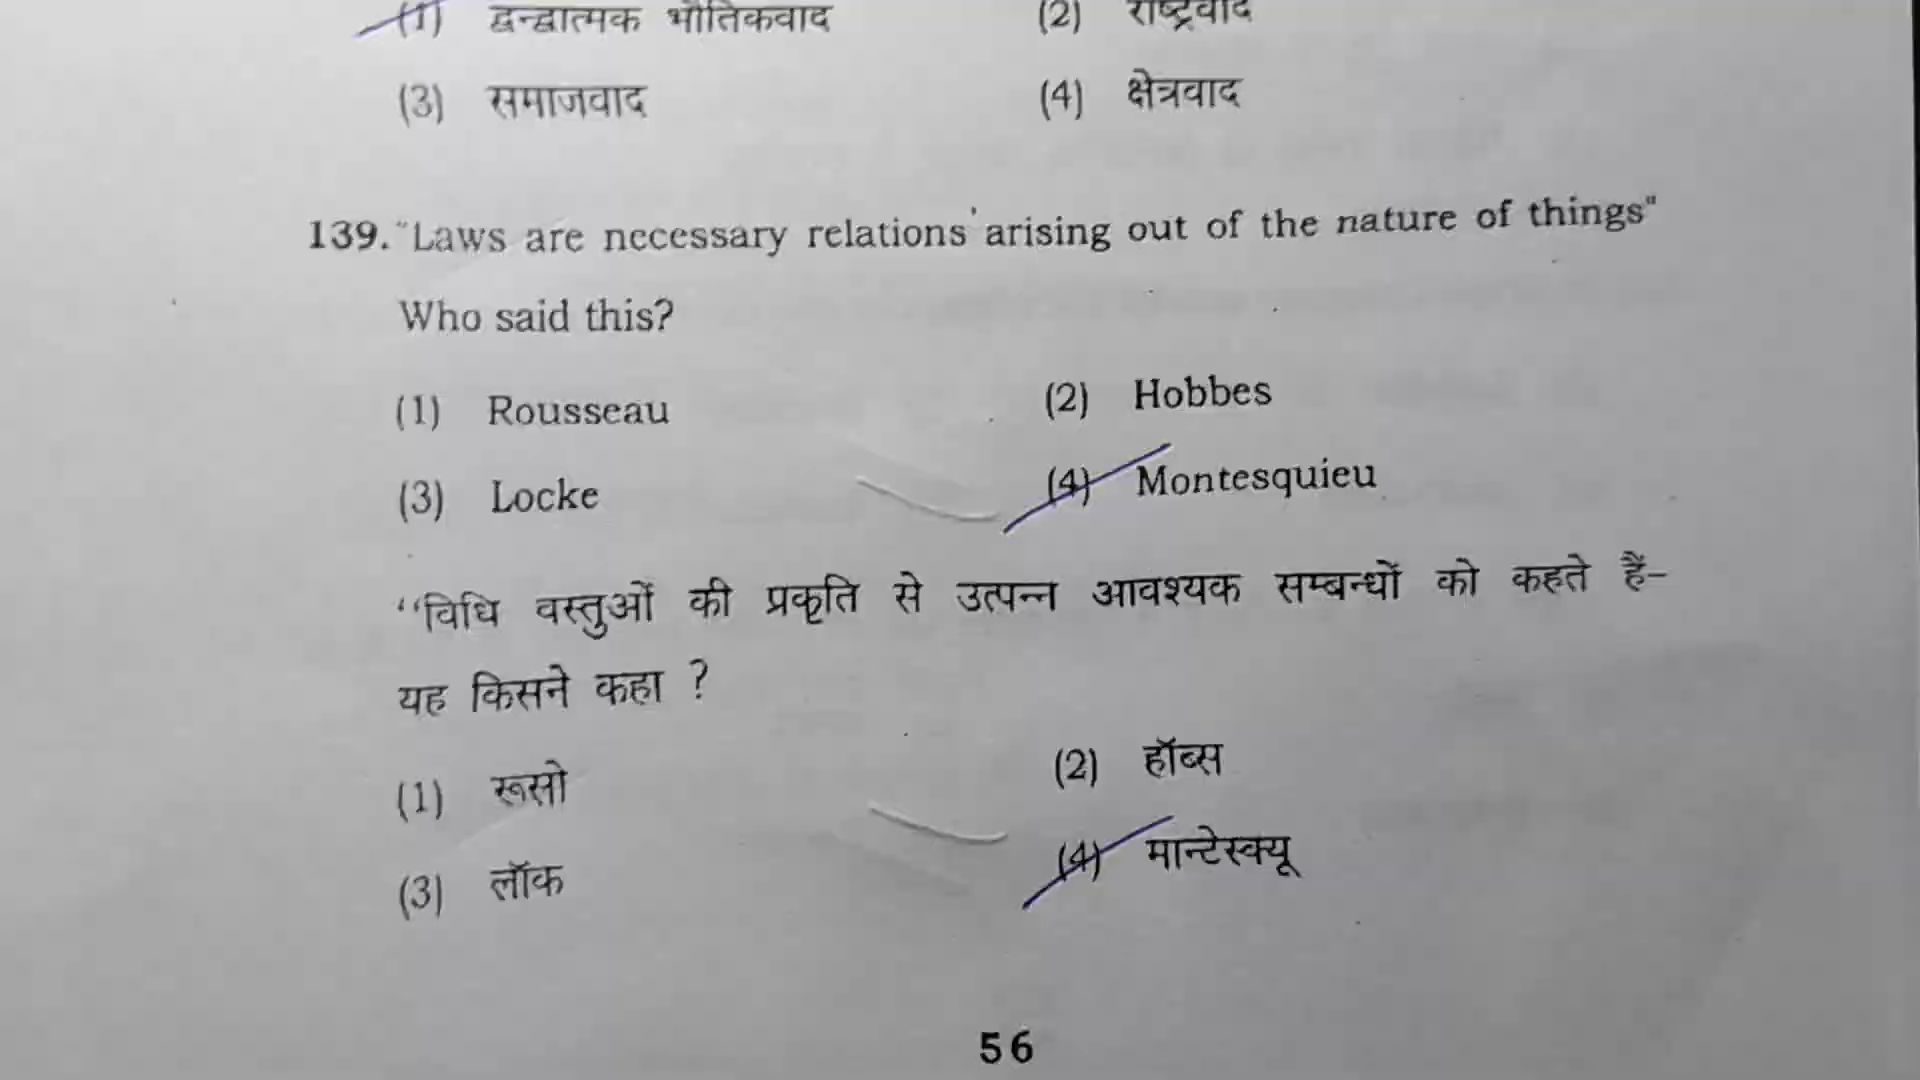 (1) द्वन्द्वात्मक भौतिकवाद (2) राष्ट्रवाद
(3) समाजवाद (4) क्षेत्रवाद
139. "Laws are necessary relations arising out of the nature of things"
Who said this?
(1) Rousseau (2) Hobbes
(3) Locke (4) Montesquieu
“विधि वस्तुओं की प्रकृति से उत्पन्न आवश्यक सम्बन्धों को कहते हैं–
यह किसने कहा ?
(1) रूसो (2) हॉब्स
(3) लॉक (4) मान्टेस्क्यू
56